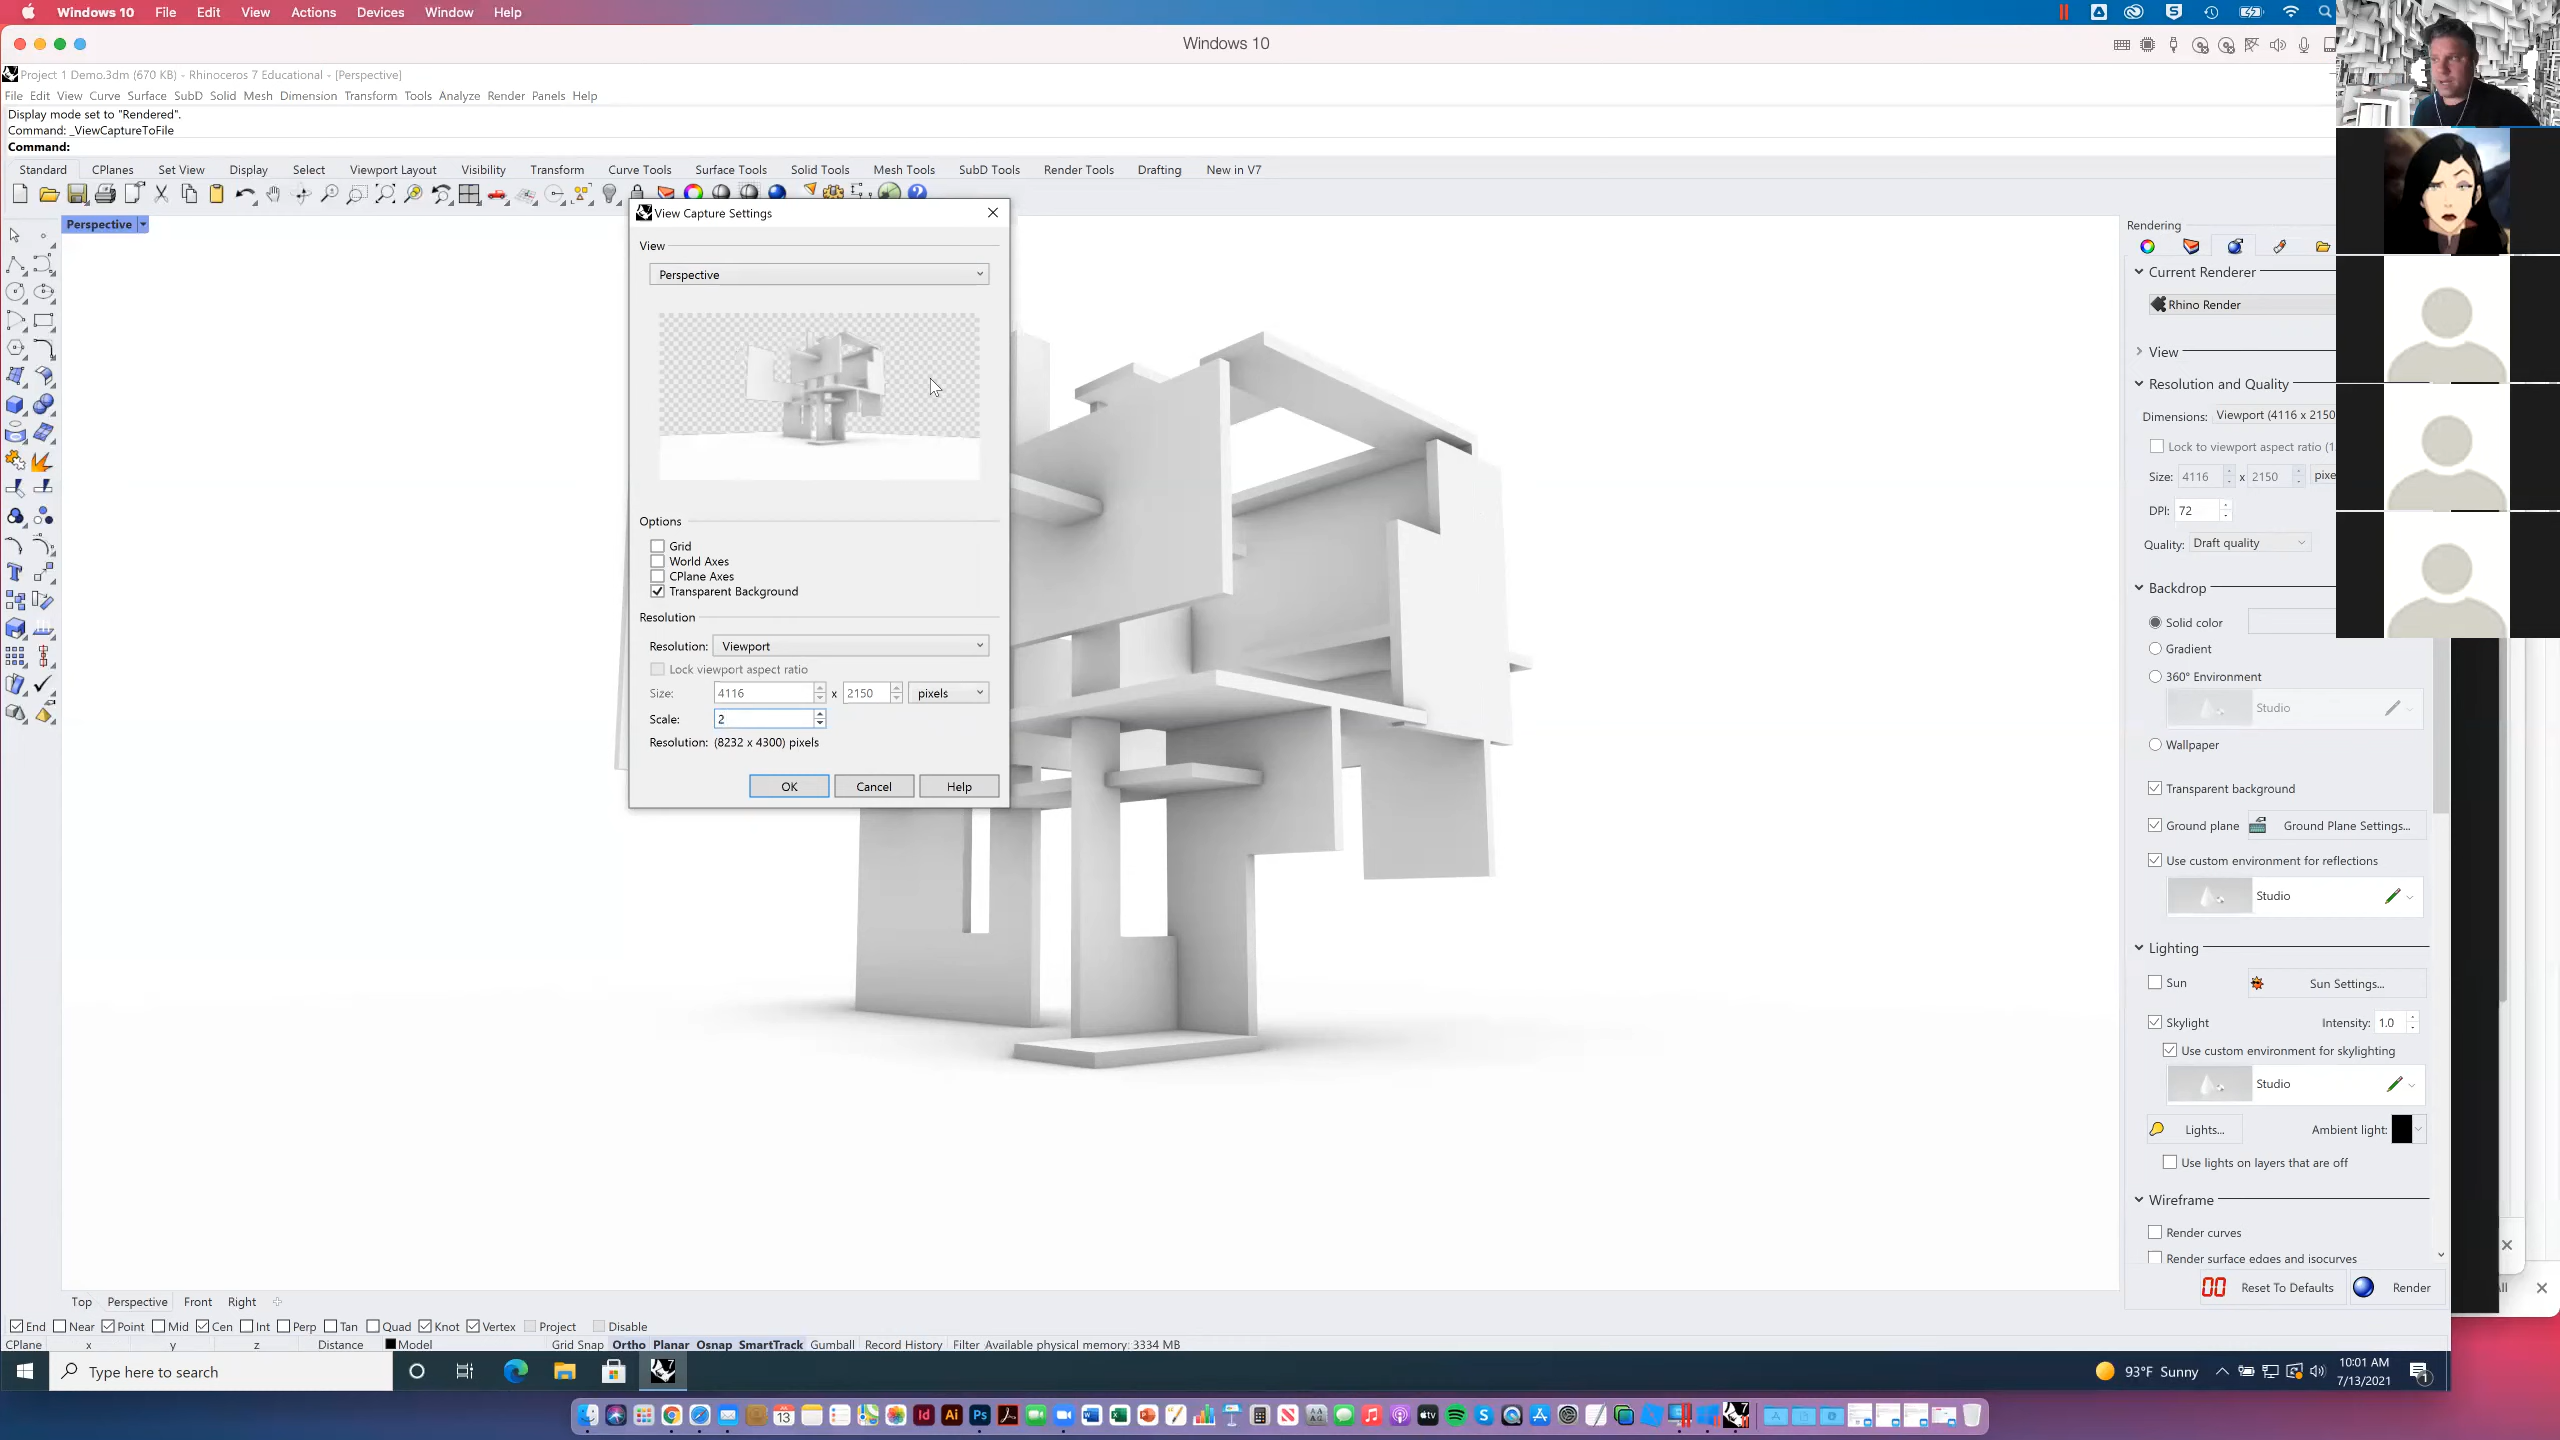 Windows 10 File Edit View Actions Devices Window Help
Windows 10
Project 1 Demo.3dm (670 KB) - Rhinoceros 7 Educational - [Perspective]
File Edit View Curve Surface SubD Solid Mesh Dimension Transform Tools Analyze Render Panels Help
Display mode set to "Rendered".
Command: _ViewCaptureToFile
Command:
Standard CPlanes Set View Display Select Viewport Layout Visibility Transform Curve Tools Surface Tools Solid Tools Mesh Tools SubD Tools Render Tools Drafting New in V7
Perspective
View Capture Settings
View
Perspective
Options
Grid
World Axes
CPlane Axes
Transparent Background
Resolution
Resolution: Viewport
Lock viewport aspect ratio
Size: 4116 x 2150 pixels
Scale: 2
Resolution: (8232 x 4300) pixels
OK Cancel Help
Rendering
Current Renderer
Rhino Render
View
Resolution and Quality
Dimensions: Viewport (4116 x 2150
Lock to viewport aspect ratio (1.
Size: 4116 x 2150 pixe
DPI: 72
Quality: Draft quality
Backdrop
Solid color
Gradient
360° Environment
Studio
Wallpaper
Transparent background
Ground plane Ground Plane Settings...
Use custom environment for reflections
Studio
Lighting
Sun Sun Settings...
Skylight Intensity: 1.0
Use custom environment for skylighting
Studio
Lights... Ambient light:
Use lights on layers that are off
Wireframe
Render curves
Render surface edges and isocurves
Reset To Defaults Render
Top Perspective Front Right
End Near Point Mid Cen Int Perp Tan Quad Knot Vertex Project Disable
CPlane x y z Distance Model Grid Snap Ortho Planar Osnap SmartTrack Gumball Record History Filter Available physical memory: 3334 MB
Type here to search
93°F Sunny
10:01 AM
7/13/2021